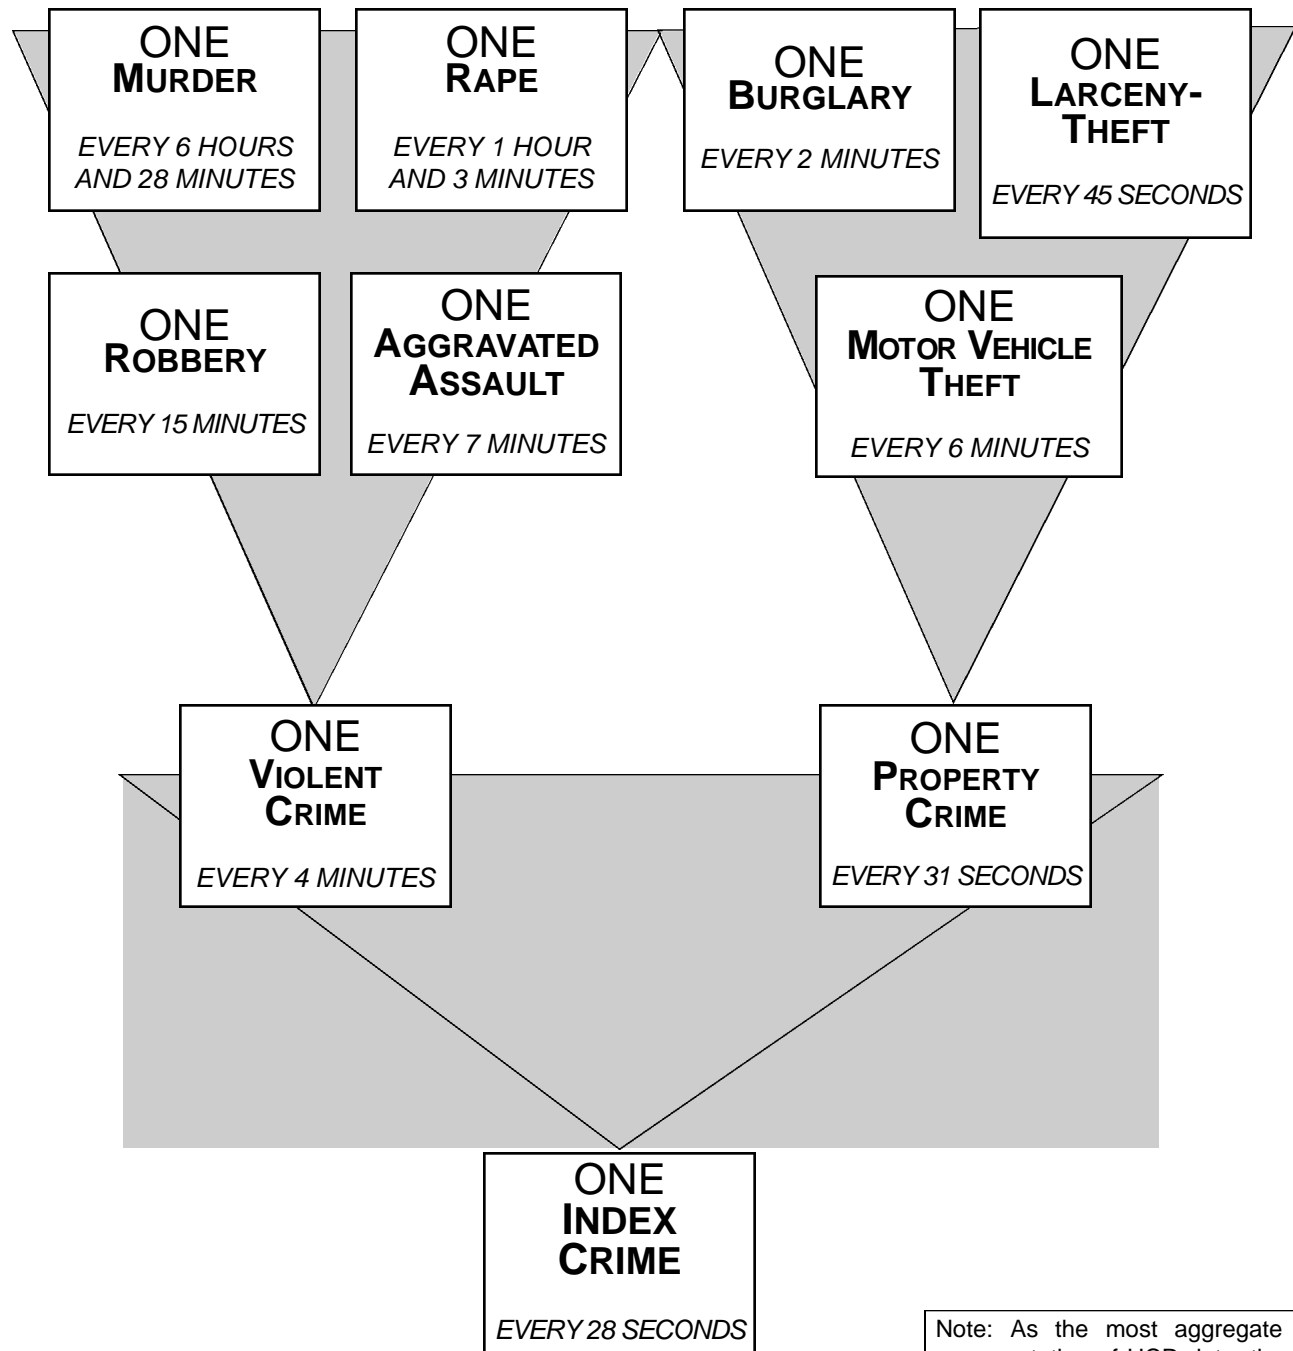 ONE
MURDER
EVERY 6 HOURS
AND 28 MINUTES
ONE
RAPE
EVERY 1 HOUR
AND 3 MINUTES
ONE
BURGLARY
EVERY 2 MINUTES
ONE
LARCENY-
THEFT
EVERY 45 SECONDS
ONE
ROBBERY
EVERY 15 MINUTES
ONE
AGGRAVATED
ASSAULT
EVERY 7 MINUTES
ONE
MOTOR VEHICLE
THEFT
EVERY 6 MINUTES
ONE
VIOLENT
CRIME
EVERY 4 MINUTES
ONE
PROPERTY
CRIME
EVERY 31 SECONDS
ONE
INDEX
CRIME
EVERY 28 SECONDS
Note: As the most aggregate